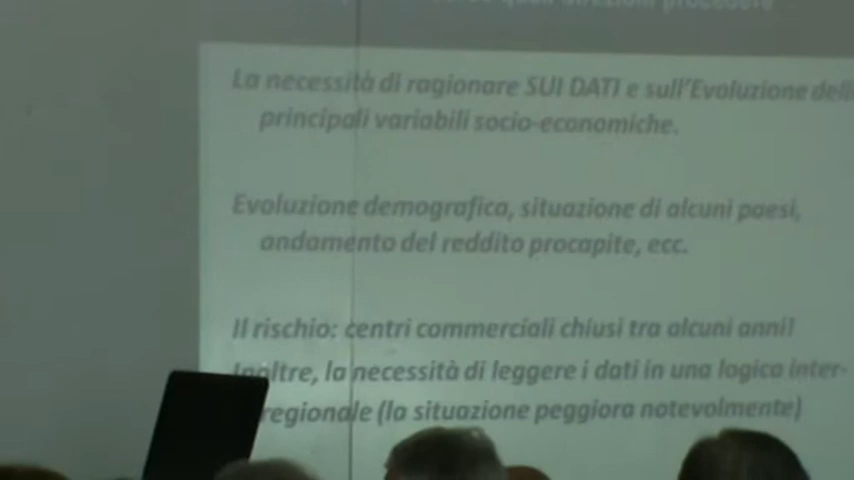 procedere
La necessità di ragionare SUI DATI e sull'Evoluzione
principali variabili socio-economiche.
Evoluzione demografica, situazione di alcuni paesi,
andamento del reddito procapite, ecc.
Il rischio: centri commerciali chiusi tra alcuni anni!
Inoltre, la necessità di leggere i dati in una logica inter-
regionale (la situazione peggiora notevolmente)